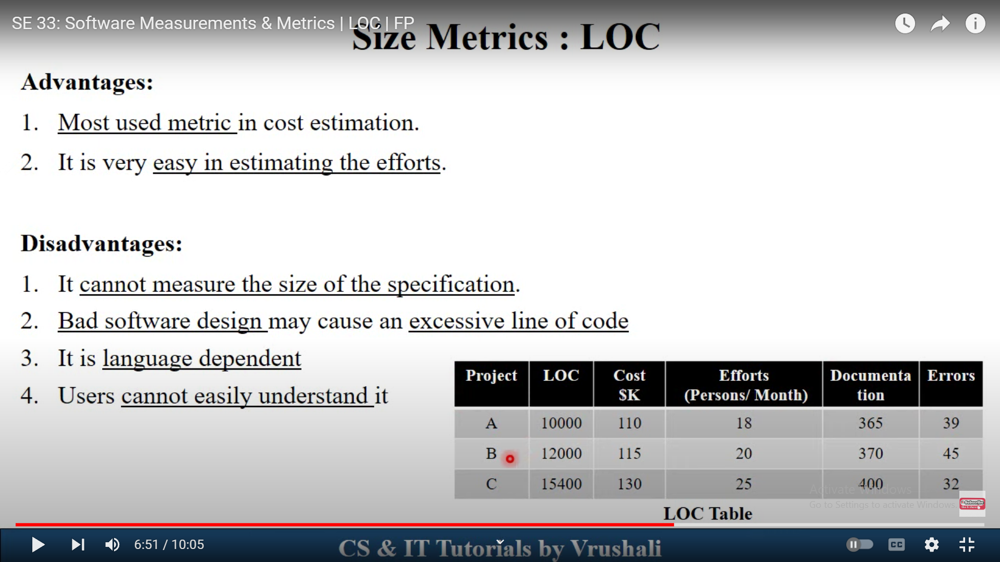 SE 33: Software Measurements & Metrics | LOC | FP
Size Metrics : LOC
Advantages:
1. Most used metric in cost estimation.
2. It is very easy in estimating the efforts.
Disadvantages:
1. It cannot measure the size of the specification.
2. Bad software design may cause an excessive line of code
3. It is language dependent
4. Users cannot easily understand it
Project LOC Cost $K Efforts (Persons/ Month) Documenta tion Errors
A 10000 110 18 365 39
B 12000 115 20 370 45
C 15400 130 25 400 32
LOC Table
Activate Windows
Go to Settings to activate Windows.
Subscribe
6:51 / 10:05
CS & IT Tutorials by Vrushali
CC